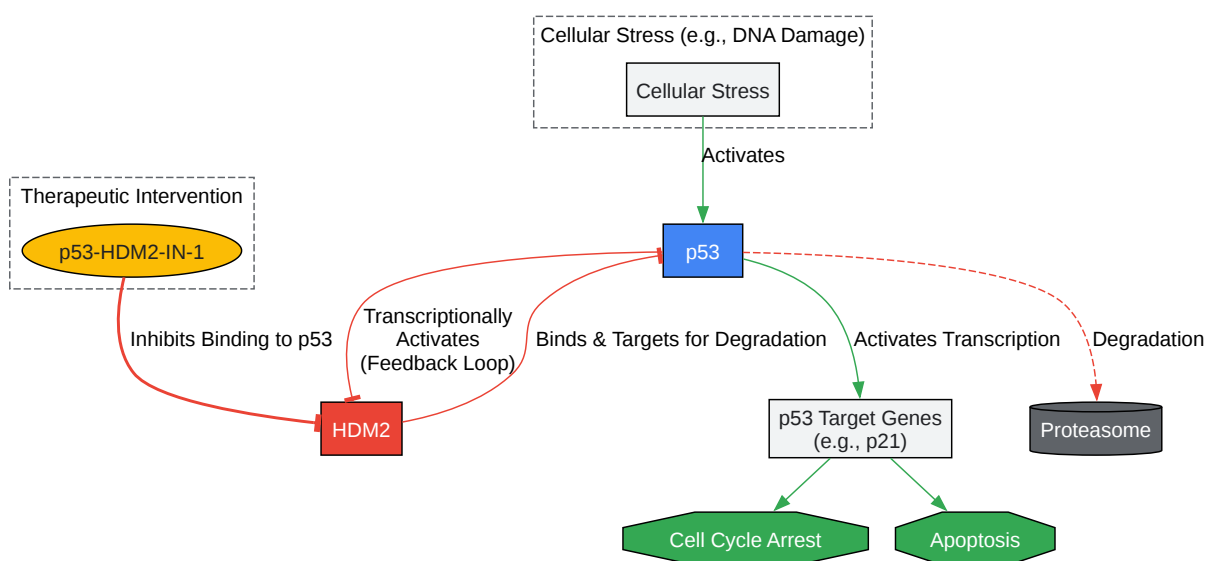 Cellular Stress (e.g., DNA Damage)
Cellular Stress
Activates
Therapeutic Intervention
p53-HDM2-IN-1
p53
Inhibits Binding to p53
Transcriptionally
Activates
(Feedback Loop)
Binds & Targets for Degradation
Activates Transcription
Degradation
HDM2
p53 Target Genes
(e.g., p21)
Proteasome
Cell Cycle Arrest
Apoptosis